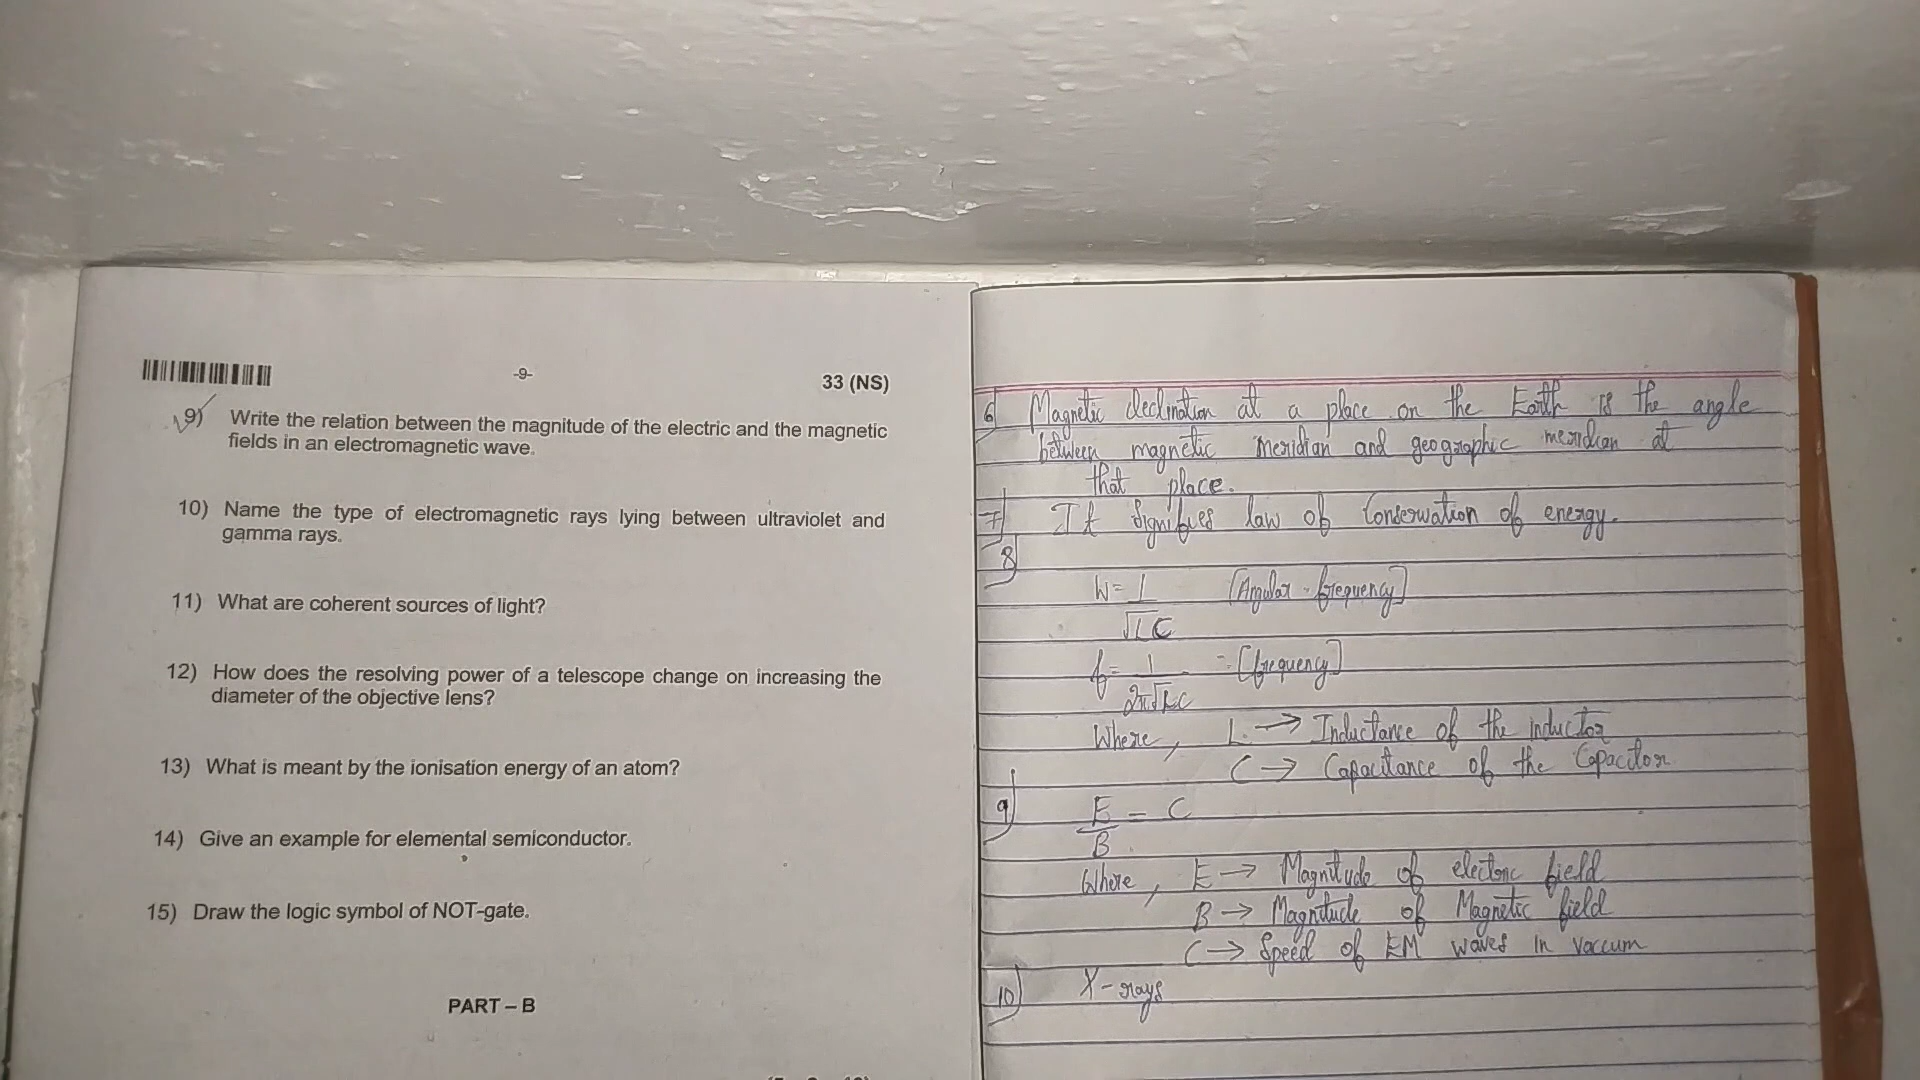 -9-
33 (NS)
9) Write the relation between the magnitude of the electric and the magnetic
fields in an electromagnetic wave.
10) Name the type of electromagnetic rays lying between ultraviolet and
gamma rays.
11) What are coherent sources of light?
12) How does the resolving power of a telescope change on increasing the
diameter of the objective lens?
13) What is meant by the ionisation energy of an atom?
14) Give an example for elemental semiconductor.
15) Draw the logic symbol of NOT-gate.
PART – B
6) Magnetic declination at a place on the Earth is the angle
between magnetic meridian and geographic meridian at
that place.
7) It signifies law of Conservation of energy.
8)
W = 1 [Angular - frequency]
√LC
f = 1 - [frequency]
2π√LC
Where, L → Inductance of the inductor
C → Capacitance of the Capacitor
9) E = C
B
Where, E → Magnitude of electric field
B → Magnitude of Magnetic field
C → Speed of EM waves in vaccum
10) X-rays